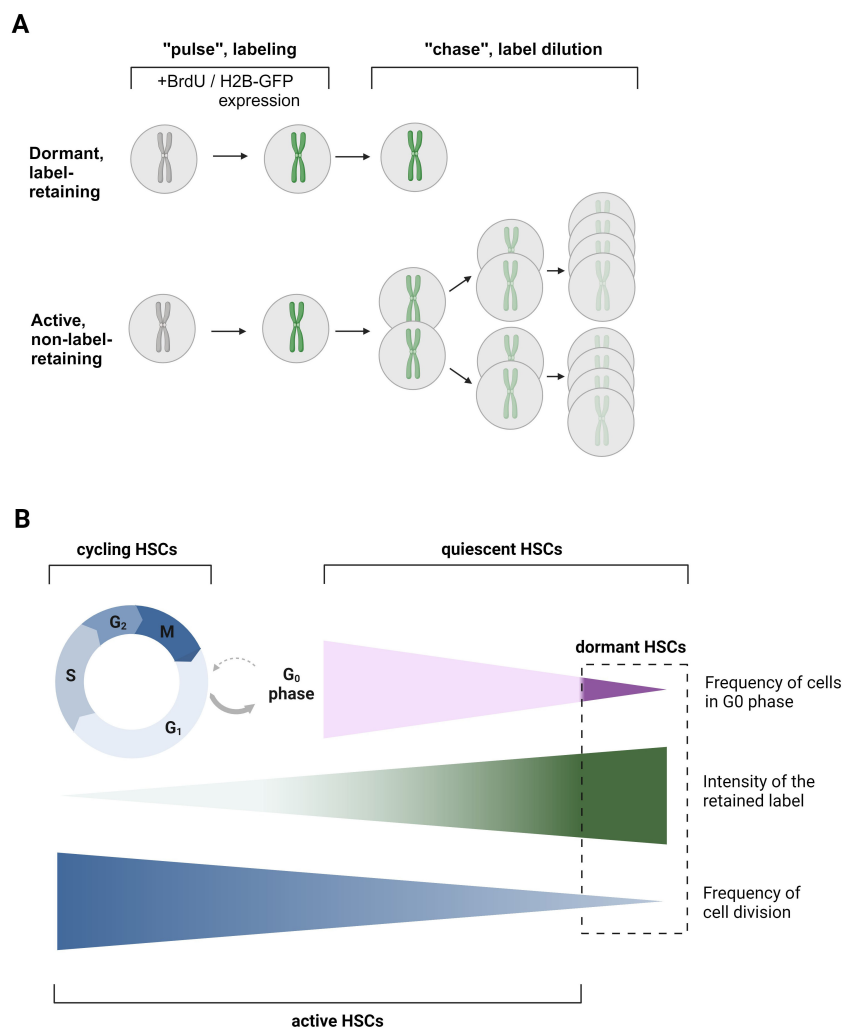 A
"pulse", labeling
"chase", label dilution
+BrdU / H2B-GFP
expression
Dormant,
label-
retaining
Active,
non-label-
retaining
B
cycling HSCs
quiescent HSCs
G₂
M
S
G₁
G₀
phase
dormant HSCs
Frequency of cells
in G0 phase
Intensity of the
retained label
Frequency of
cell division
active HSCs